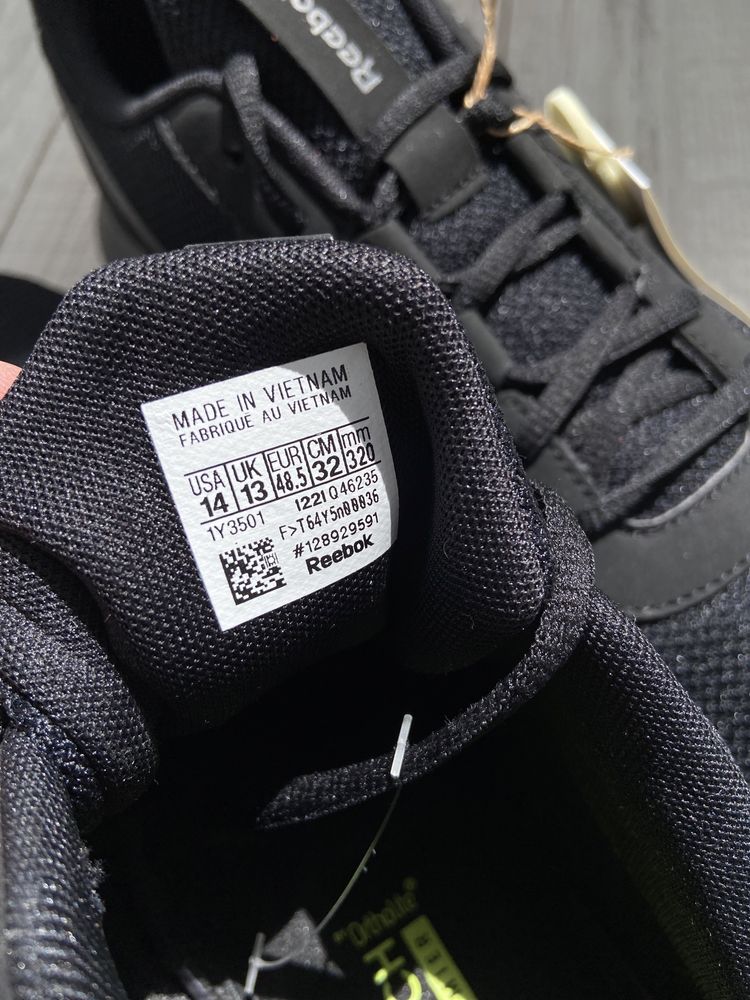 Reebok
MADE IN VIETNAM
FABRIQUÉ AU VIETNAM
USA UK EUR CM mm
14 13 48.5 32 320
1Y3501 1221 Q46235
F>T64Y5n00036
#128929591
Reebok
"Ortholite®